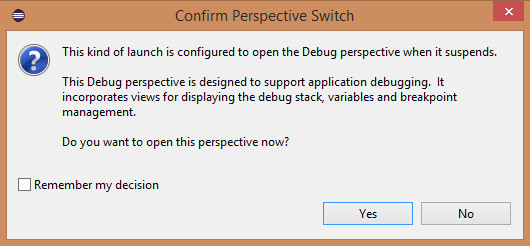 Confirm Perspective Switch
This kind of launch is configured to open the Debug perspective when it suspends.
This Debug perspective is designed to support application debugging.  It
incorporates views for displaying the debug stack, variables and breakpoint
management.
Do you want to open this perspective now?
Remember my decision
Yes
No